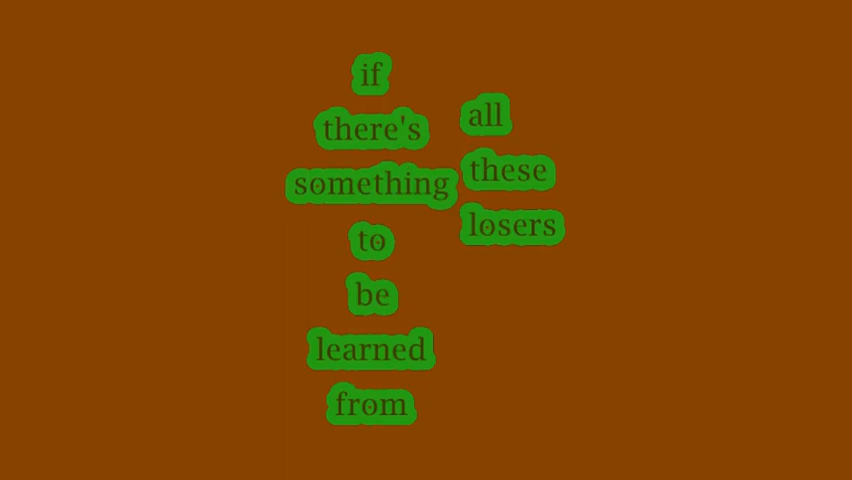 if
there's
something
to
be
learned
from
all
these
losers